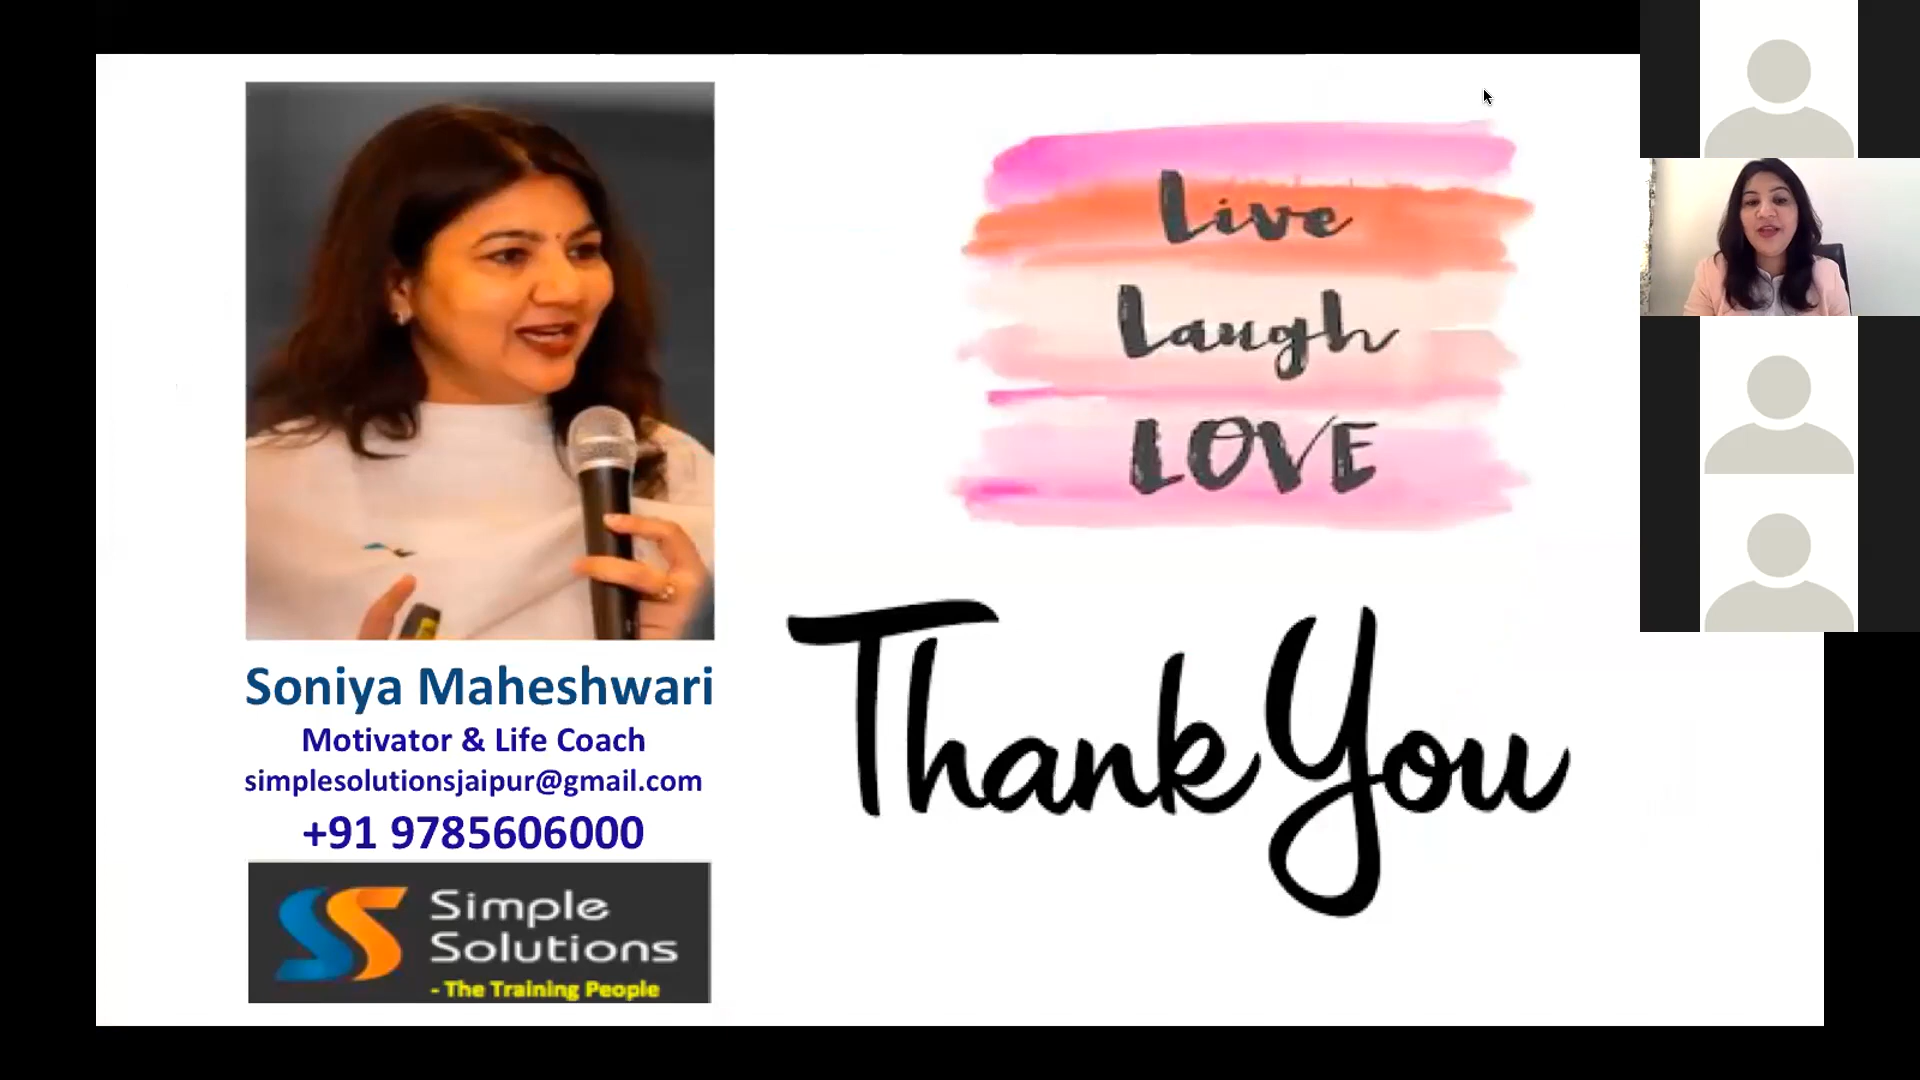 Live
Laugh
LOVE
Thank You
Soniya Maheshwari
Motivator & Life Coach
simplesolutionsjaipur@gmail.com
+91 9785606000
SS Simple
Solutions
- The Training People